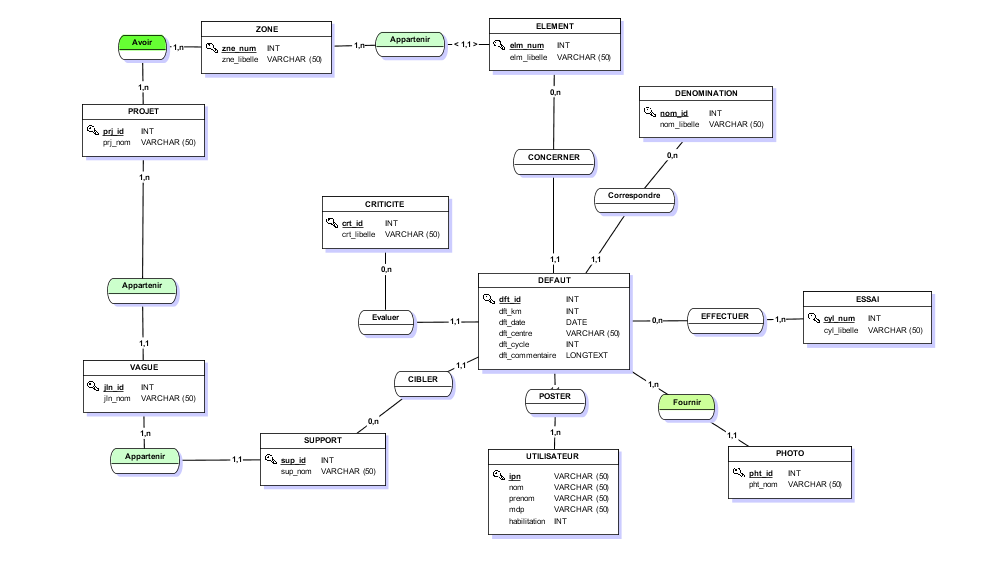 ELEMENT
elm_num INT
elm_libelle VARCHAR (50)
ZONE
zne_num INT
zne_libelle VARCHAR (50)
Avoir
1,n
1,n
Appartenir
< 1,1 >
1,n
PROJET
prj_id INT
prj_nom VARCHAR (50)
0,n
DENOMINATION
nom_id INT
nom_libelle VARCHAR (50)
CONCERNER
0,n
1,n
Correspondre
CRITICITE
crt_id INT
crt_libelle VARCHAR (50)
1,1
1,1
0,n
Appartenir
DEFAUT
dft_id INT
dft_km INT
dft_date DATE
dft_centre VARCHAR (50)
dft_cycle INT
dft_commentaire LONGTEXT
ESSAI
cyl_num INT
cyl_libelle VARCHAR (50)
Evaluer
1,1
0,n
EFFECTUER
1,n
1,1
VAGUE
jln_id INT
jln_nom VARCHAR (50)
1,1
CIBLER
0,n
POSTER
1,n
1,n
Fournir
1,1
1,n
Appartenir
1,1
SUPPORT
sup_id INT
sup_nom VARCHAR (50)
UTILISATEUR
ipn VARCHAR (50)
nom VARCHAR (50)
prenom VARCHAR (50)
mdp VARCHAR (50)
habilitation INT
PHOTO
pht_id INT
pht_nom VARCHAR (50)